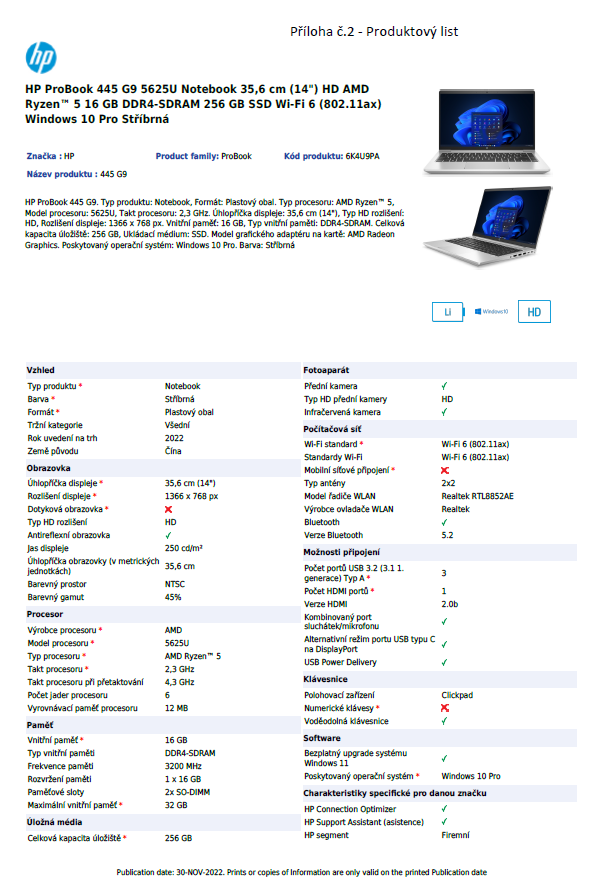 Příloha č.2 - Produktový list
hp
HP ProBook 445 G9 5625U Notebook 35,6 cm (14") HD AMD
Ryzen™ 5 16 GB DDR4-SDRAM 256 GB SSD Wi-Fi 6 (802.11ax)
Windows 10 Pro Stříbrná
Značka : HP Product family: ProBook Kód produktu: 6K4U9PA
Název produktu : 445 G9
HP ProBook 445 G9. Typ produktu: Notebook, Formát: Plastový obal. Typ procesoru: AMD Ryzen™ 5,
Model procesoru: 5625U, Takt procesoru: 2,3 GHz. Úhlopříčka displeje: 35,6 cm (14"), Typ HD rozlišení:
HD, Rozlišení displeje: 1366 x 768 px. Vnitřní paměť: 16 GB, Typ vnitřní paměti: DDR4-SDRAM. Celková
kapacita úložiště: 256 GB, Ukládací médium: SSD. Model grafického adaptéru na kartě: AMD Radeon
Graphics. Poskytovaný operační systém: Windows 10 Pro. Barva: Stříbrná
Li Windows10 HD
Vzhled
Typ produktu * Notebook
Barva * Stříbrná
Formát * Plastový obal
Tržní kategorie Všední
Rok uvedení na trh 2022
Země původu Čína
Obrazovka
Úhlopříčka displeje * 35,6 cm (14")
Rozlišení displeje * 1366 x 768 px
Dotyková obrazovka * ✗
Typ HD rozlišení HD
Antireflexní obrazovka ✓
Jas displeje 250 cd/m²
Úhlopříčka obrazovky (v metrických
jednotkách) 35,6 cm
Barevný prostor NTSC
Barevný gamut 45%
Procesor
Výrobce procesoru * AMD
Model procesoru * 5625U
Typ procesoru * AMD Ryzen™ 5
Takt procesoru * 2,3 GHz
Takt procesoru při přetaktování 4,3 GHz
Počet jader procesoru 6
Vyrovnávací paměť procesoru 12 MB
Paměť
Vnitřní paměť * 16 GB
Typ vnitřní paměti DDR4-SDRAM
Frekvence paměti 3200 MHz
Rozvržení paměti 1 x 16 GB
Paměťové sloty 2x SO-DIMM
Maximální vnitřní paměť * 32 GB
Úložná média
Celková kapacita úložiště * 256 GB
Fotoaparát
Přední kamera ✓
Typ HD přední kamery HD
Infračervená kamera ✓
Počítačová síť
Wi-Fi standard * Wi-Fi 6 (802.11ax)
Standardy Wi-Fi Wi-Fi 6 (802.11ax)
Mobilní síťové připojení * ✗
Typ antény 2x2
Model řadiče WLAN Realtek RTL8852AE
Výrobce ovladače WLAN Realtek
Bluetooth ✓
Verze Bluetooth 5.2
Možnosti připojení
Počet portů USB 3.2 (3.1 1.
generace) Typ A * 3
Počet HDMI portů * 1
Verze HDMI 2.0b
Kombinovaný port
sluchátek/mikrofonu ✓
Alternativní režim portu USB typu C
na DisplayPort ✓
USB Power Delivery ✓
Klávesnice
Polohovací zařízení Clickpad
Numerické klávesy * ✗
Voděodolná klávesnice ✓
Software
Bezplatný upgrade systému
Windows 11 ✓
Poskytovaný operační systém * Windows 10 Pro
Charakteristiky specifické pro danou značku
HP Connection Optimizer ✓
HP Support Assistant (asistence) ✓
HP segment Firemní
Publication date: 30-NOV-2022. Prints or copies of Information are only valid on the printed Publication date